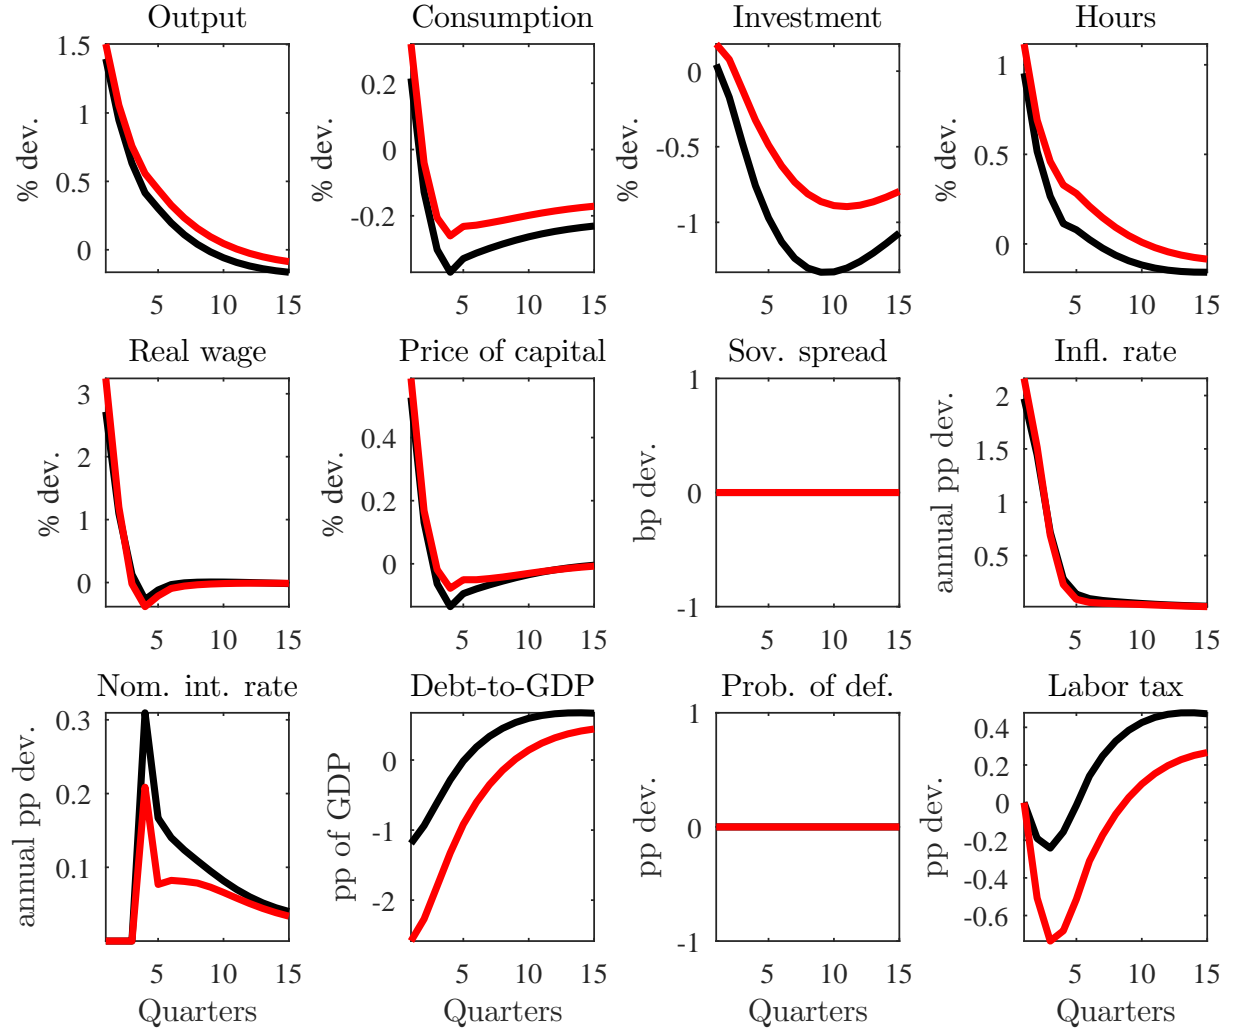 Output Consumption Investment Hours
% dev. 1.5 1 0.5 0 5 10 15
% dev. 0.2 0 -0.2 5 10 15
% dev. 0 -0.5 -1 5 10 15
% dev. 1 0.5 0 5 10 15
Real wage Price of capital Sov. spread Infl. rate
% dev. 3 2 1 0 5 10 15
% dev. 0.4 0.2 0 5 10 15
bp dev. 1 0 -1 5 10 15
annual pp dev. 2 1.5 1 0.5 5 10 15
Nom. int. rate Debt-to-GDP Prob. of def. Labor tax
annual pp dev. 0.3 0.2 0.1 5 10 15
pp of GDP 0 -1 -2 5 10 15
pp dev. 1 0 -1 5 10 15
pp dev. 0.4 0.2 0 -0.2 -0.4 -0.6 5 10 15
Quarters Quarters Quarters Quarters